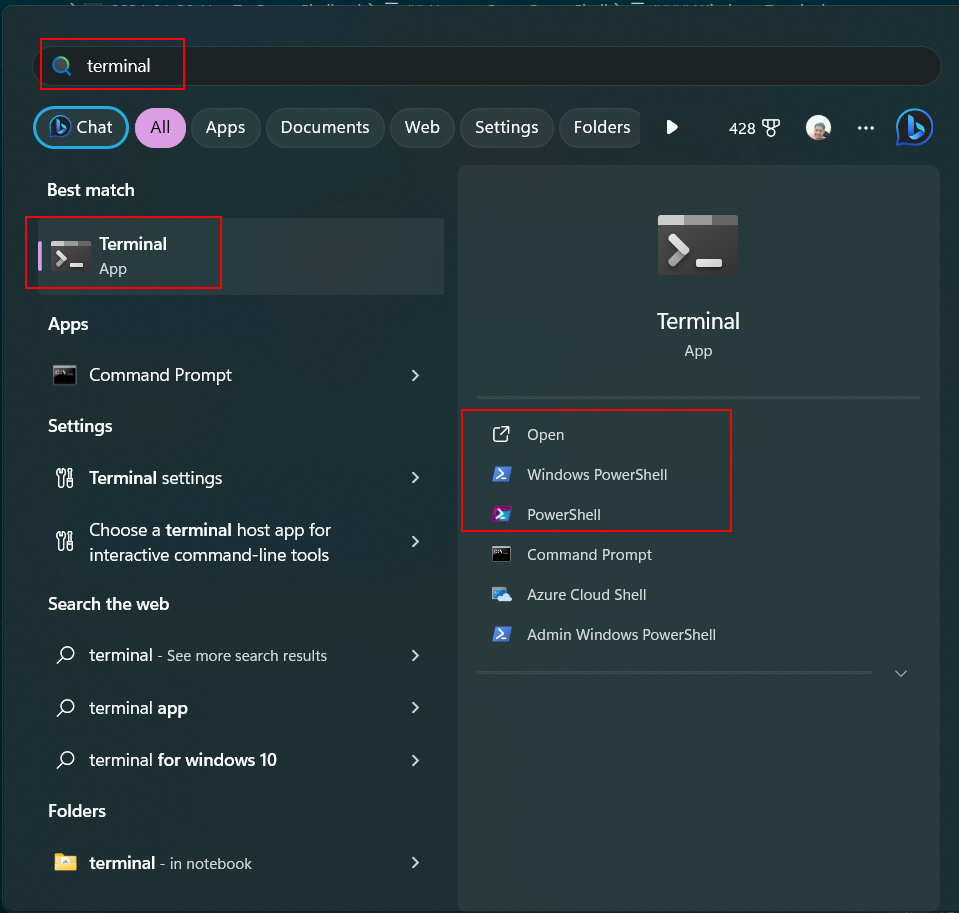 terminal
Chat
All
Apps
Documents
Web
Settings
Folders
428
Best match
Terminal
App
Apps
Command Prompt
Settings
Terminal settings
Choose a terminal host app for
interactive command-line tools
Search the web
terminal - See more search results
terminal app
terminal for windows 10
Folders
terminal - in notebook
Terminal
App
Open
Windows PowerShell
PowerShell
Command Prompt
Azure Cloud Shell
Admin Windows PowerShell